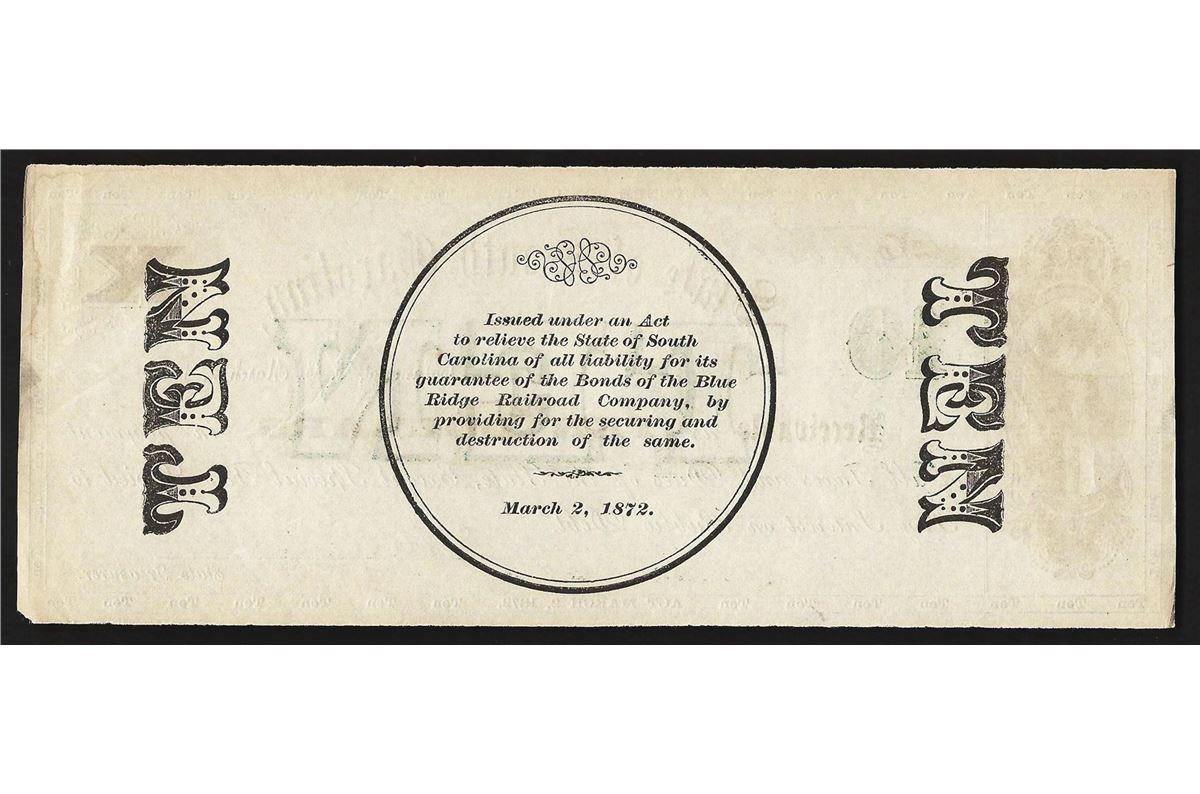 TEN
Issued under an Act
to relieve the State of South
Carolina of all liability for its
guarantee of the Bonds of the Blue
Ridge Railroad Company, by
providing for the securing and
destruction of the same.
March 2, 1872.
TEN